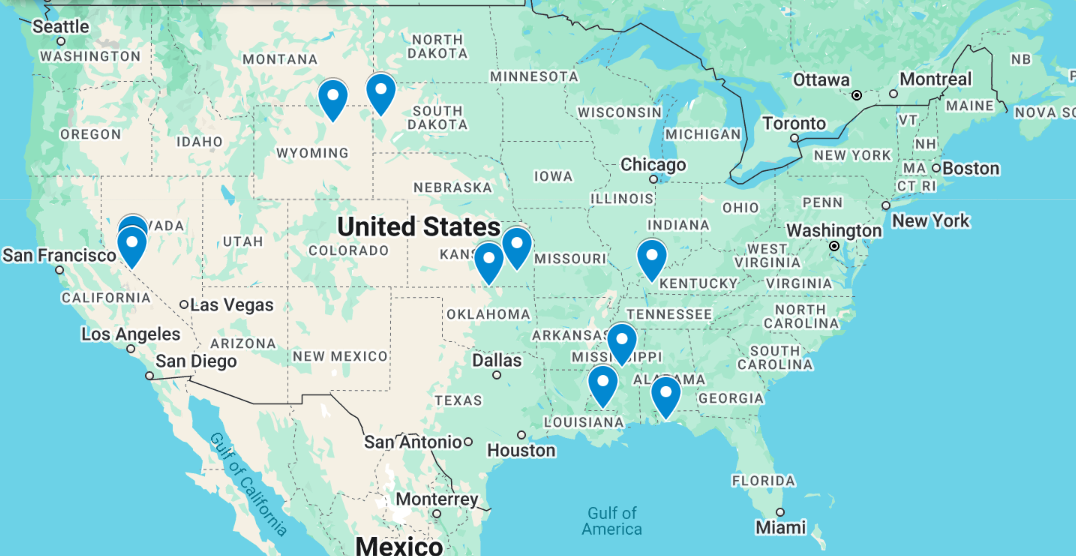 Seattle
WASHINGTON
MONTANA
NORTH
DAKOTA
MINNESOTA
Ottawa
Montreal
NB
MAINE
NOVA SC
OREGON
IDAHO
WYOMING
SOUTH
DAKOTA
WISCONSIN
MICHIGAN
Toronto
VT
NH
NEW YORK
MA
Boston
CT RI
Chicago
IOWA
NEBRASKA
ILLINOIS
INDIANA
OHIO
PENN
New York
United States
VADA
UTAH
COLORADO
KANS
MISSOURI
WEST
VIRGINIA
Washington
San Francisco
CALIFORNIA
Las Vegas
KENTUCKY
VIRGINIA
OKLAHOMA
TENNESSEE
NORTH
CAROLINA
Los Angeles
ARIZONA
NEW MEXICO
ARKANSAS
MISSISSIPPI
SOUTH
CAROLINA
San Diego
Dallas
ALABAMA
GEORGIA
TEXAS
LOUISIANA
San Antonio
Houston
Gulf of California
FLORIDA
Monterrey
Gulf of
America
Miami
Mexico